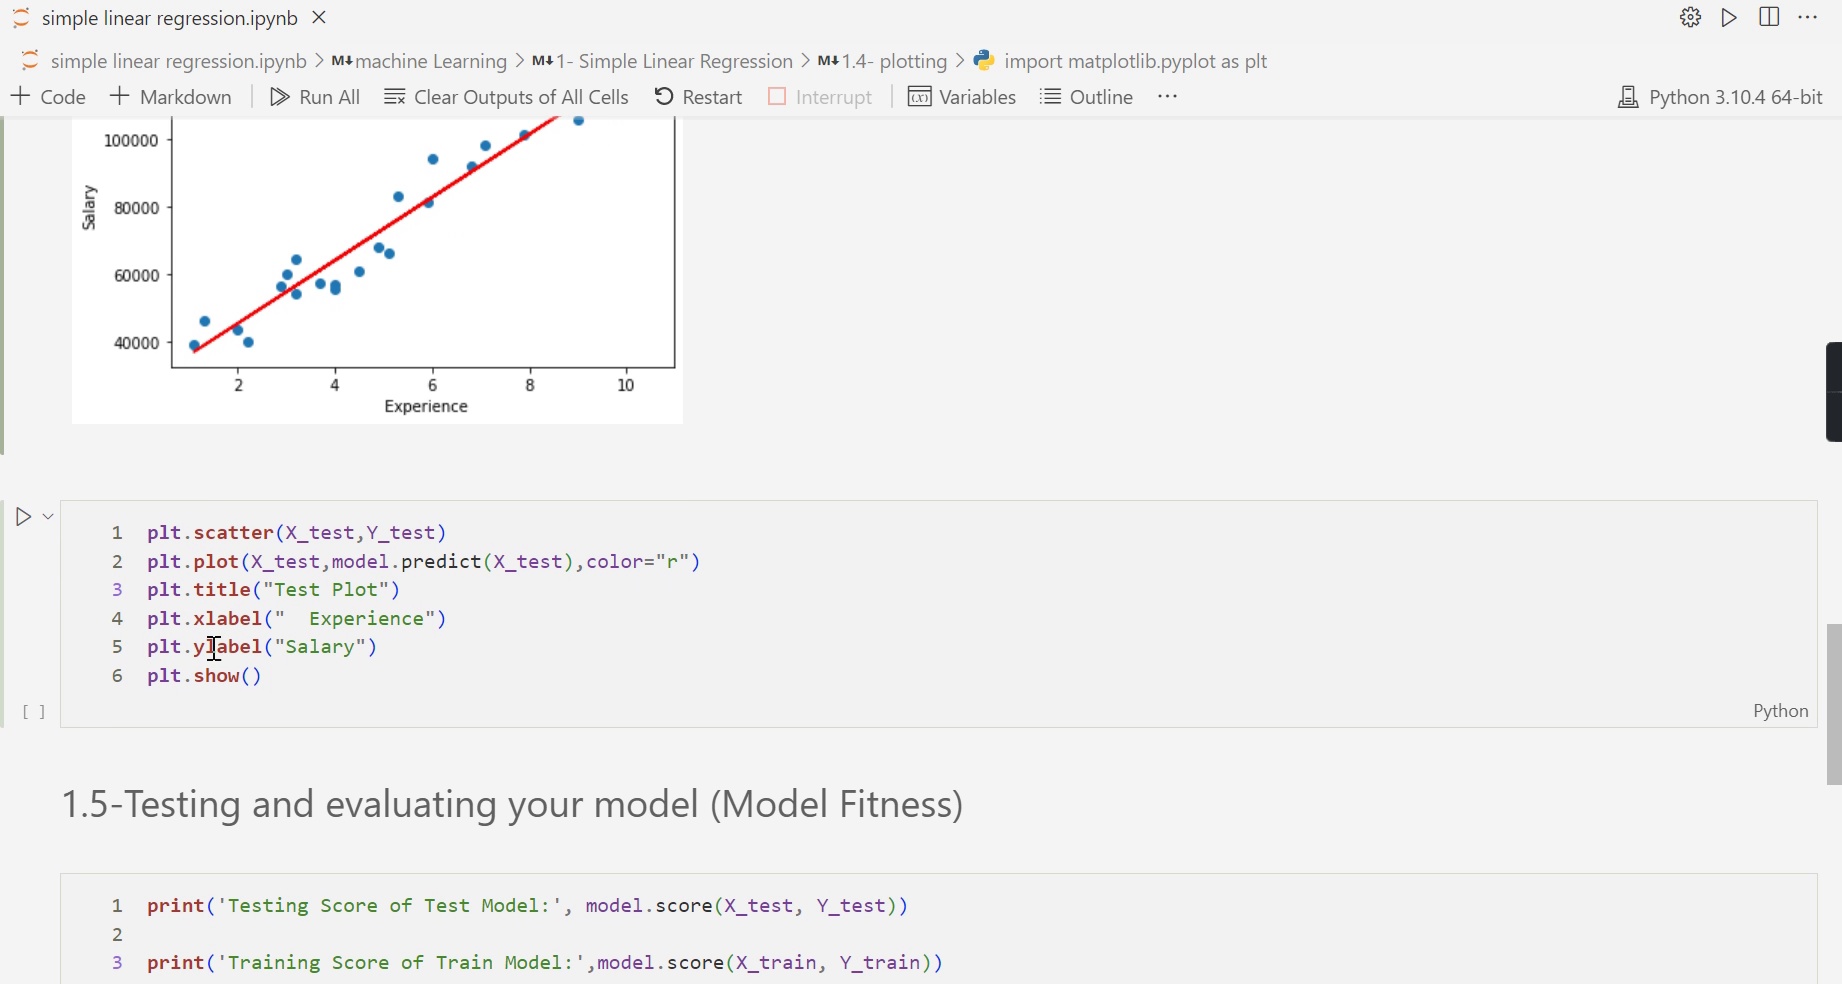 simple linear regression.ipynb
simple linear regression.ipynb > M↓ machine Learning > M↓ 1- Simple Linear Regression > M↓ 1.4- plotting > import matplotlib.pyplot as plt
+ Code + Markdown Run All Clear Outputs of All Cells Restart Interrupt (x) Variables Outline ... Python 3.10.4 64-bit
100000
80000
60000
40000
Salary
2 4 6 8 10
Experience
1 plt.scatter(X_test,Y_test)
2 plt.plot(X_test,model.predict(X_test),color="r")
3 plt.title("Test Plot")
4 plt.xlabel("  Experience")
5 plt.ylabel("Salary")
6 plt.show()
[ ]
Python
1.5-Testing and evaluating your model (Model Fitness)
1 print('Testing Score of Test Model:', model.score(X_test, Y_test))
2
3 print('Training Score of Train Model:',model.score(X_train, Y_train))